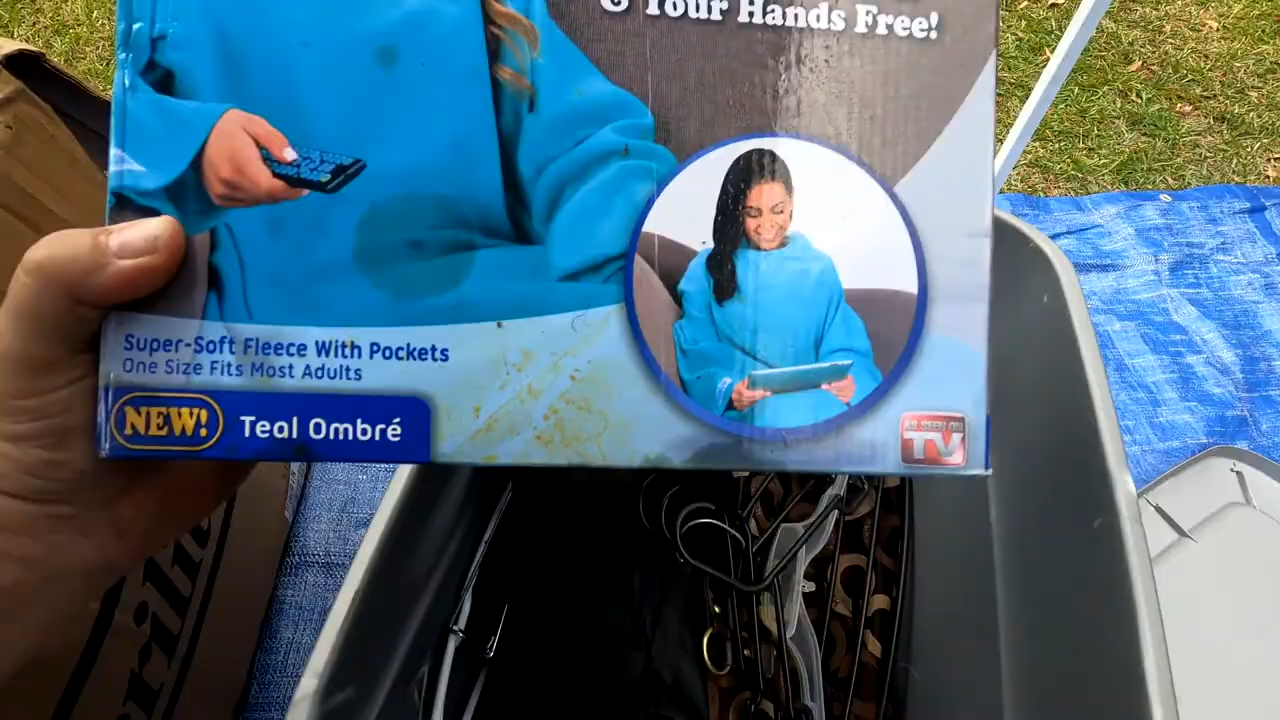 & Your Hands Free!
Super-Soft Fleece With Pockets
One Size Fits Most Adults
NEW! Teal Ombré
AS SEEN ON
TV